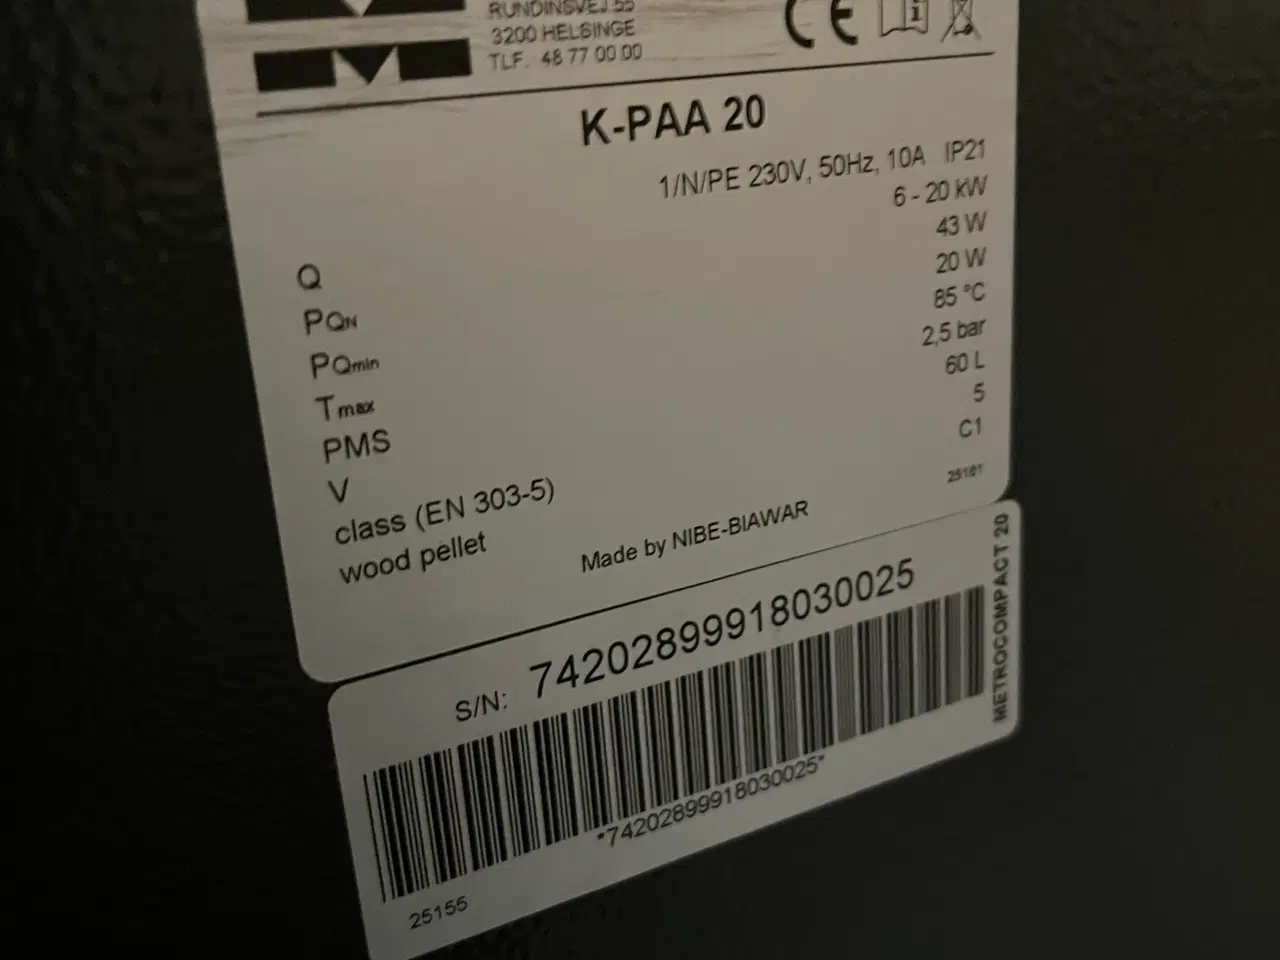 RUNDINSVEJ 55
3200 HELSINGE
TLF. 48 77 00 00
K-PAA 20
1/N/PE 230V, 50Hz, 10A IP21
Q 6 - 20 kW
PQN 43 W
PQmin 20 W
Tmax 85 °C
PMS 2,5 bar
V 60 L
class (EN 303-5) 5
wood pellet C1
Made by NIBE-BIAWAR
25161
S/N: 74202899918030025
*74202899918030025*
25155
METROCOMPACT 20